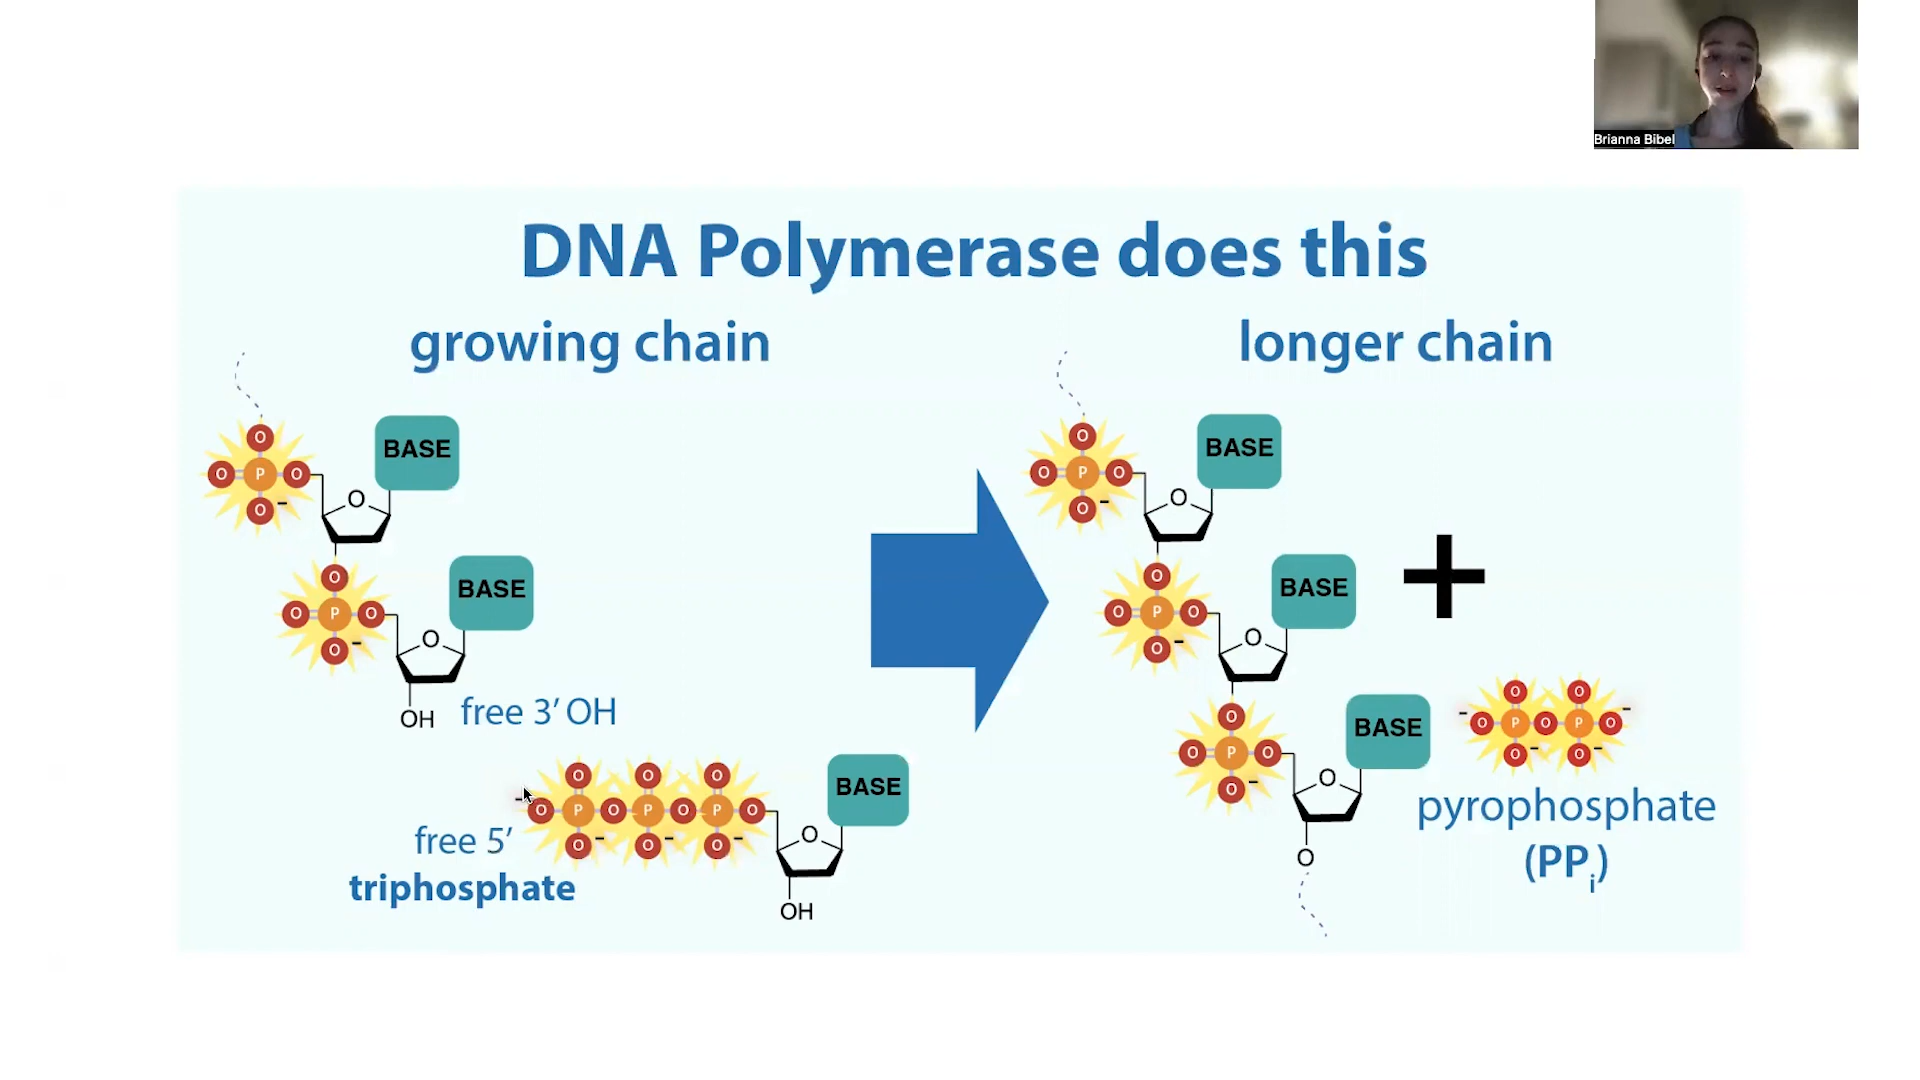 Brianna Bibel
DNA Polymerase does this
growing chain
longer chain
O
BASE
O P O
O
O −
O
BASE
O P O
O
O −
OH free 3′ OH
O O O
− O P O P O P O
BASE
O − O − O −
O
free 5′
triphosphate
OH
O
BASE
O P O
O
O −
O
BASE
O P O
O
O −
+
O
BASE
O P O
O
O −
O
O O
− O P O P O −
O − O −
pyrophosphate
(PPi)